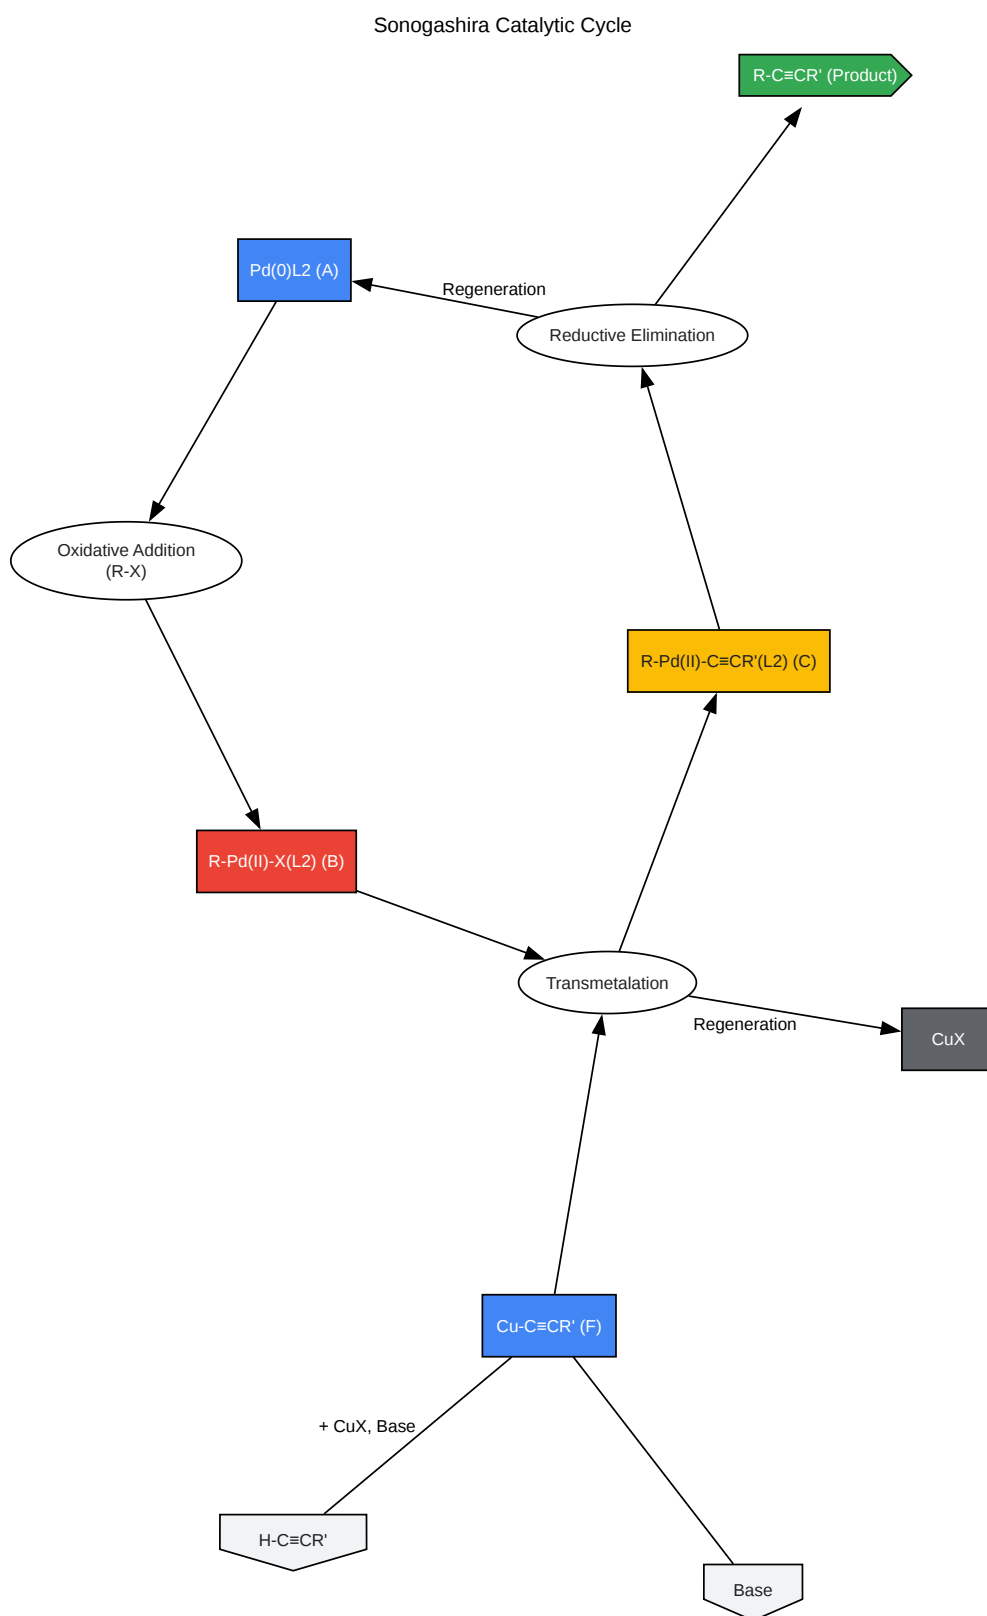 Sonogashira Catalytic Cycle
R-C≡CR' (Product)
Pd(0)L2 (A)
Regeneration
Reductive Elimination
Oxidative Addition
(R-X)
R-Pd(II)-C≡CR'(L2) (C)
R-Pd(II)-X(L2) (B)
Transmetalation
Regeneration
CuX
Cu-C≡CR' (F)
+ CuX, Base
H-C≡CR'
Base